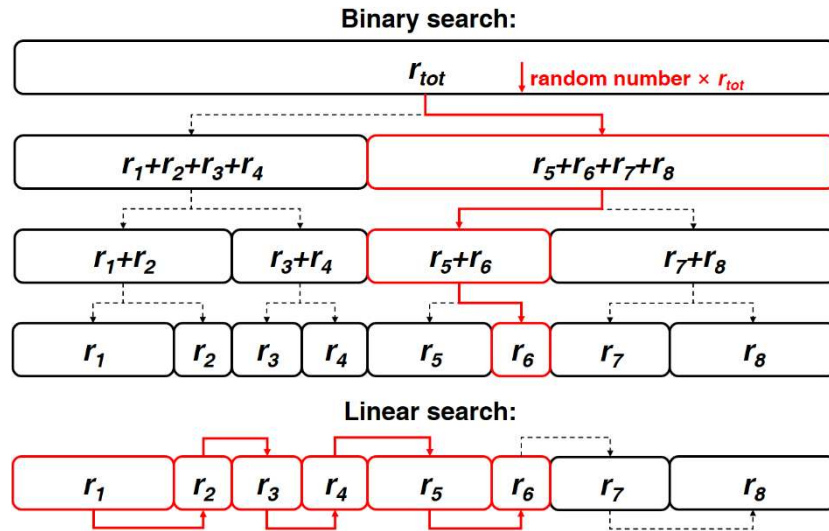 Binary search:
r_tot
random number × r_tot
r_1+r_2+r_3+r_4 r_5+r_6+r_7+r_8
r_1+r_2 r_3+r_4 r_5+r_6 r_7+r_8
r_1 r_2 r_3 r_4 r_5 r_6 r_7 r_8
Linear search:
r_1 r_2 r_3 r_4 r_5 r_6 r_7 r_8